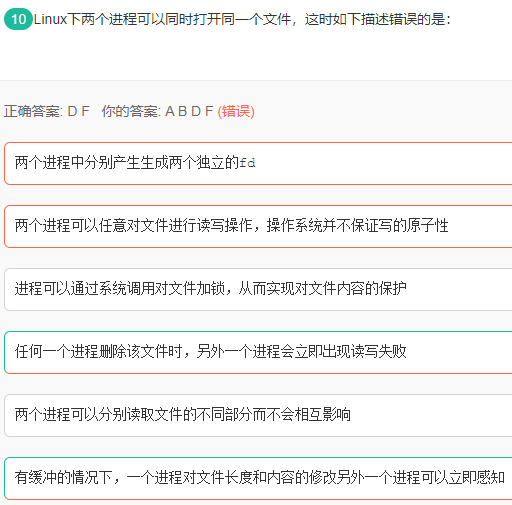 10 Linux下两个进程可以同时打开同一个文件，这时如下描述错误的是：
正确答案: D F 你的答案: A B D F (错误)
两个进程中分别产生生成两个独立的fd
两个进程可以任意对文件进行读写操作，操作系统并不保证写的原子性
进程可以通过系统调用对文件加锁，从而实现对文件内容的保护
任何一个进程删除该文件时，另外一个进程会立即出现读写失败
两个进程可以分别读取文件的不同部分而不会相互影响
有缓冲的情况下，一个进程对文件长度和内容的修改另外一个进程可以立即感知